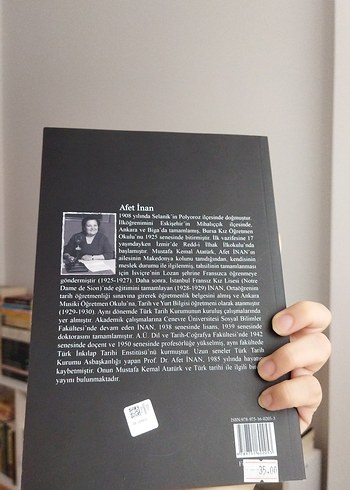 Afet İnan
1908 yılında Selanik'in Polyoroz ilçesinde doğmuştur.
İlköğrenimini Eskişehir'in Mihalıççık ilçesinde,
Ankara ve Biga'da tamamlamış, Bursa Kız Öğretmen
Okulu'nu 1925 senesinde bitirmiştir. İlk vazifesine 17
yaşındayken İzmir'de Redd-i İlhak İlkokulu'nda
başlamıştır. Mustafa Kemal Atatürk, Afet İNAN'ın
ailesinin Makedonya kolunu tanıdığından, kendisinin
meslek durumu ile ilgilenmiş, tahsilinin tamamlanması
için İsviçre'nin Lozan şehrine Fransızca öğrenmeye
göndermiştir (1925-1927). Daha sonra, İstanbul Fransız Kız Lisesi (Notre
Dame de Sion)'nde eğitimini tamamlayan (1928-1929) İNAN, Ortaöğrenim
tarih öğretmenliği sınavına girerek öğretmenlik belgesini almış ve Ankara
Musiki Öğretmen Okulu'na, Tarih ve Yurt Bilgisi öğretmeni olarak atanmıştır
(1929-1930). Aynı dönemde Türk Tarih Kurumunun kuruluş çalışmalarında
yer almıştır. Akademik çalışmalarına Cenevre Üniversitesi Sosyal Bilimler
Fakültesi'nde devam eden İNAN, 1938 senesinde lisans, 1939 senesinde
doktorasını tamamlamıştır. A.Ü. Dil ve Tarih-Coğrafya Fakültesi'nde 1942
senesinde doçent ve 1950 senesinde profesörlüğe yükselmiş, aynı fakültede
Türk İnkılap Tarihi Enstitüsü'nü kurmuştur. Uzun seneler Türk Tarih
Kurumu Asbaşkanlığı yapan Prof. Dr. Afet İNAN, 1985 yılında hayatını
kaybetmiştir. Onun Mustafa Kemal Atatürk ve Türk tarihi ile ilgili bir
yayını bulunmaktadır.
35.00